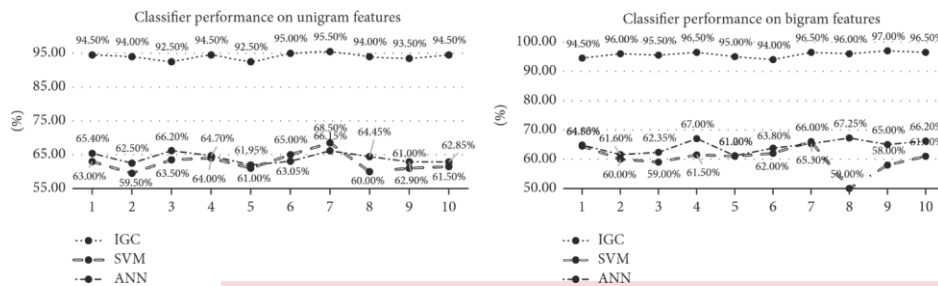 Classifier performance on unigram features
94.50% 94.00% 92.50% 94.50% 92.50% 95.00% 95.50% 94.00% 93.50% 94.50%
95.00
85.00
(%)
75.00
68.50%
65.40% 62.50% 66.20% 64.70% 61.95% 65.00% 66.15% 64.45% 61.00% 62.85%
65.00
63.00% 59.50% 63.50% 64.00% 61.00% 63.05% 60.00% 62.90% 61.50%
55.00
1 2 3 4 5 6 7 8 9 10
IGC
SVM
ANN
Classifier performance on bigram features
94.50% 96.00% 95.50% 96.50% 95.00% 94.00% 96.50% 96.00% 97.00% 96.50%
100.00
90.00
80.00
(%)
70.00
61.60% 62.35% 67.00% 63.80% 66.00% 67.25% 65.00% 66.20%
60.00
60.00% 59.00% 61.50% 62.00% 65.30% 50.00% 58.00%
50.00
1 2 3 4 5 6 7 8 9 10
IGC
SVM
ANN